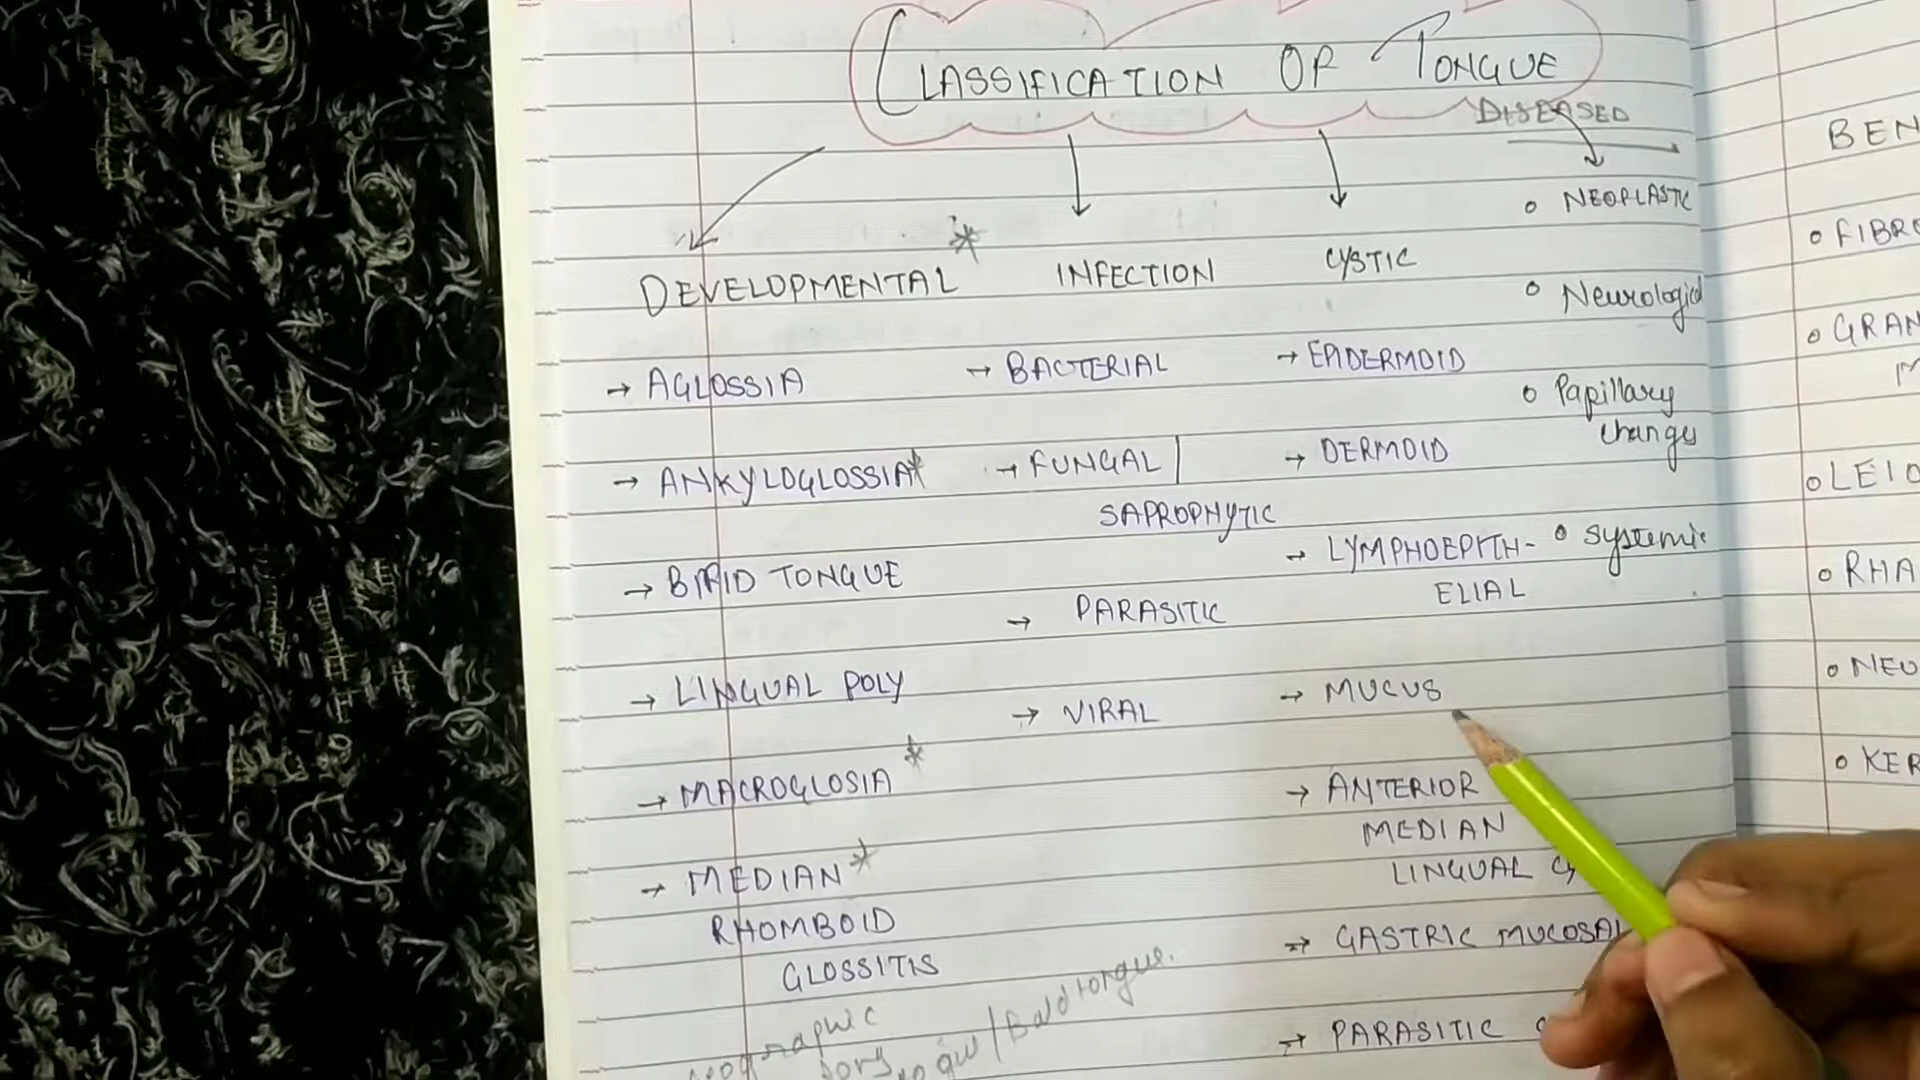 CLASSIFICATION OF TONGUE
DISEASED
DEVELOPMENTAL *
→ AGLOSSIA
→ ANKYLOGLOSSIA*
→ BIFID TONGUE
→ LINGUAL POLY
→ MACROGLOSIA *
→ MEDIAN *
RHOMBOID
GLOSSITIS
Bald tongue.
INFECTION
→ BACTERIAL
→ FUNGAL |
SAPROPHYTIC
→ PARASITIC
→ VIRAL
CYSTIC
→ EPIDERMOID
→ DERMOID
→ LYMPHOEPITH-
ELIAL
→ MUCUS
→ ANTERIOR
MEDIAN
LINGUAL
→ GASTRIC MUCOSAL
→ PARASITIC
o NEOPLASTIC
o Neurological
o Papillary
changes
o Systemic
BEN
o FIBRO
o GRAN
M
o LEIO
o RHA
o NEU
o KER